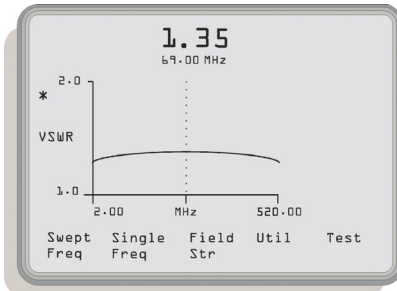 1.35
69.00 MHz
2.0
*
VSWR
1.0
2.00 MHz 520.00
Swept Single Field Util Test
Freq Freq Str